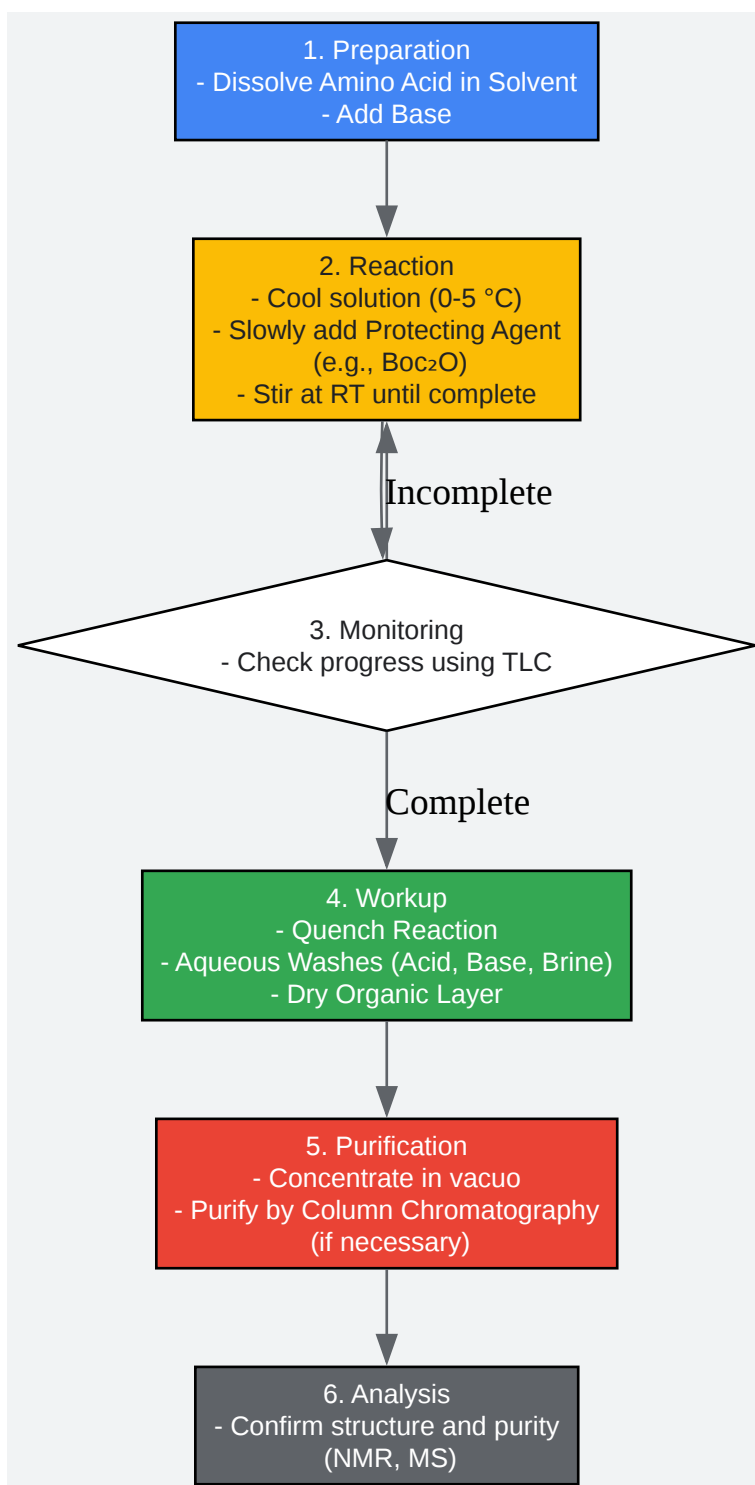 1. Preparation
- Dissolve Amino Acid in Solvent
- Add Base
2. Reaction
- Cool solution (0-5 °C)
- Slowly add Protecting Agent
(e.g., Boc₂O)
- Stir at RT until complete
Incomplete
3. Monitoring
- Check progress using TLC
Complete
4. Workup
- Quench Reaction
- Aqueous Washes (Acid, Base, Brine)
- Dry Organic Layer
5. Purification
- Concentrate in vacuo
- Purify by Column Chromatography
(if necessary)
6. Analysis
- Confirm structure and purity
(NMR, MS)